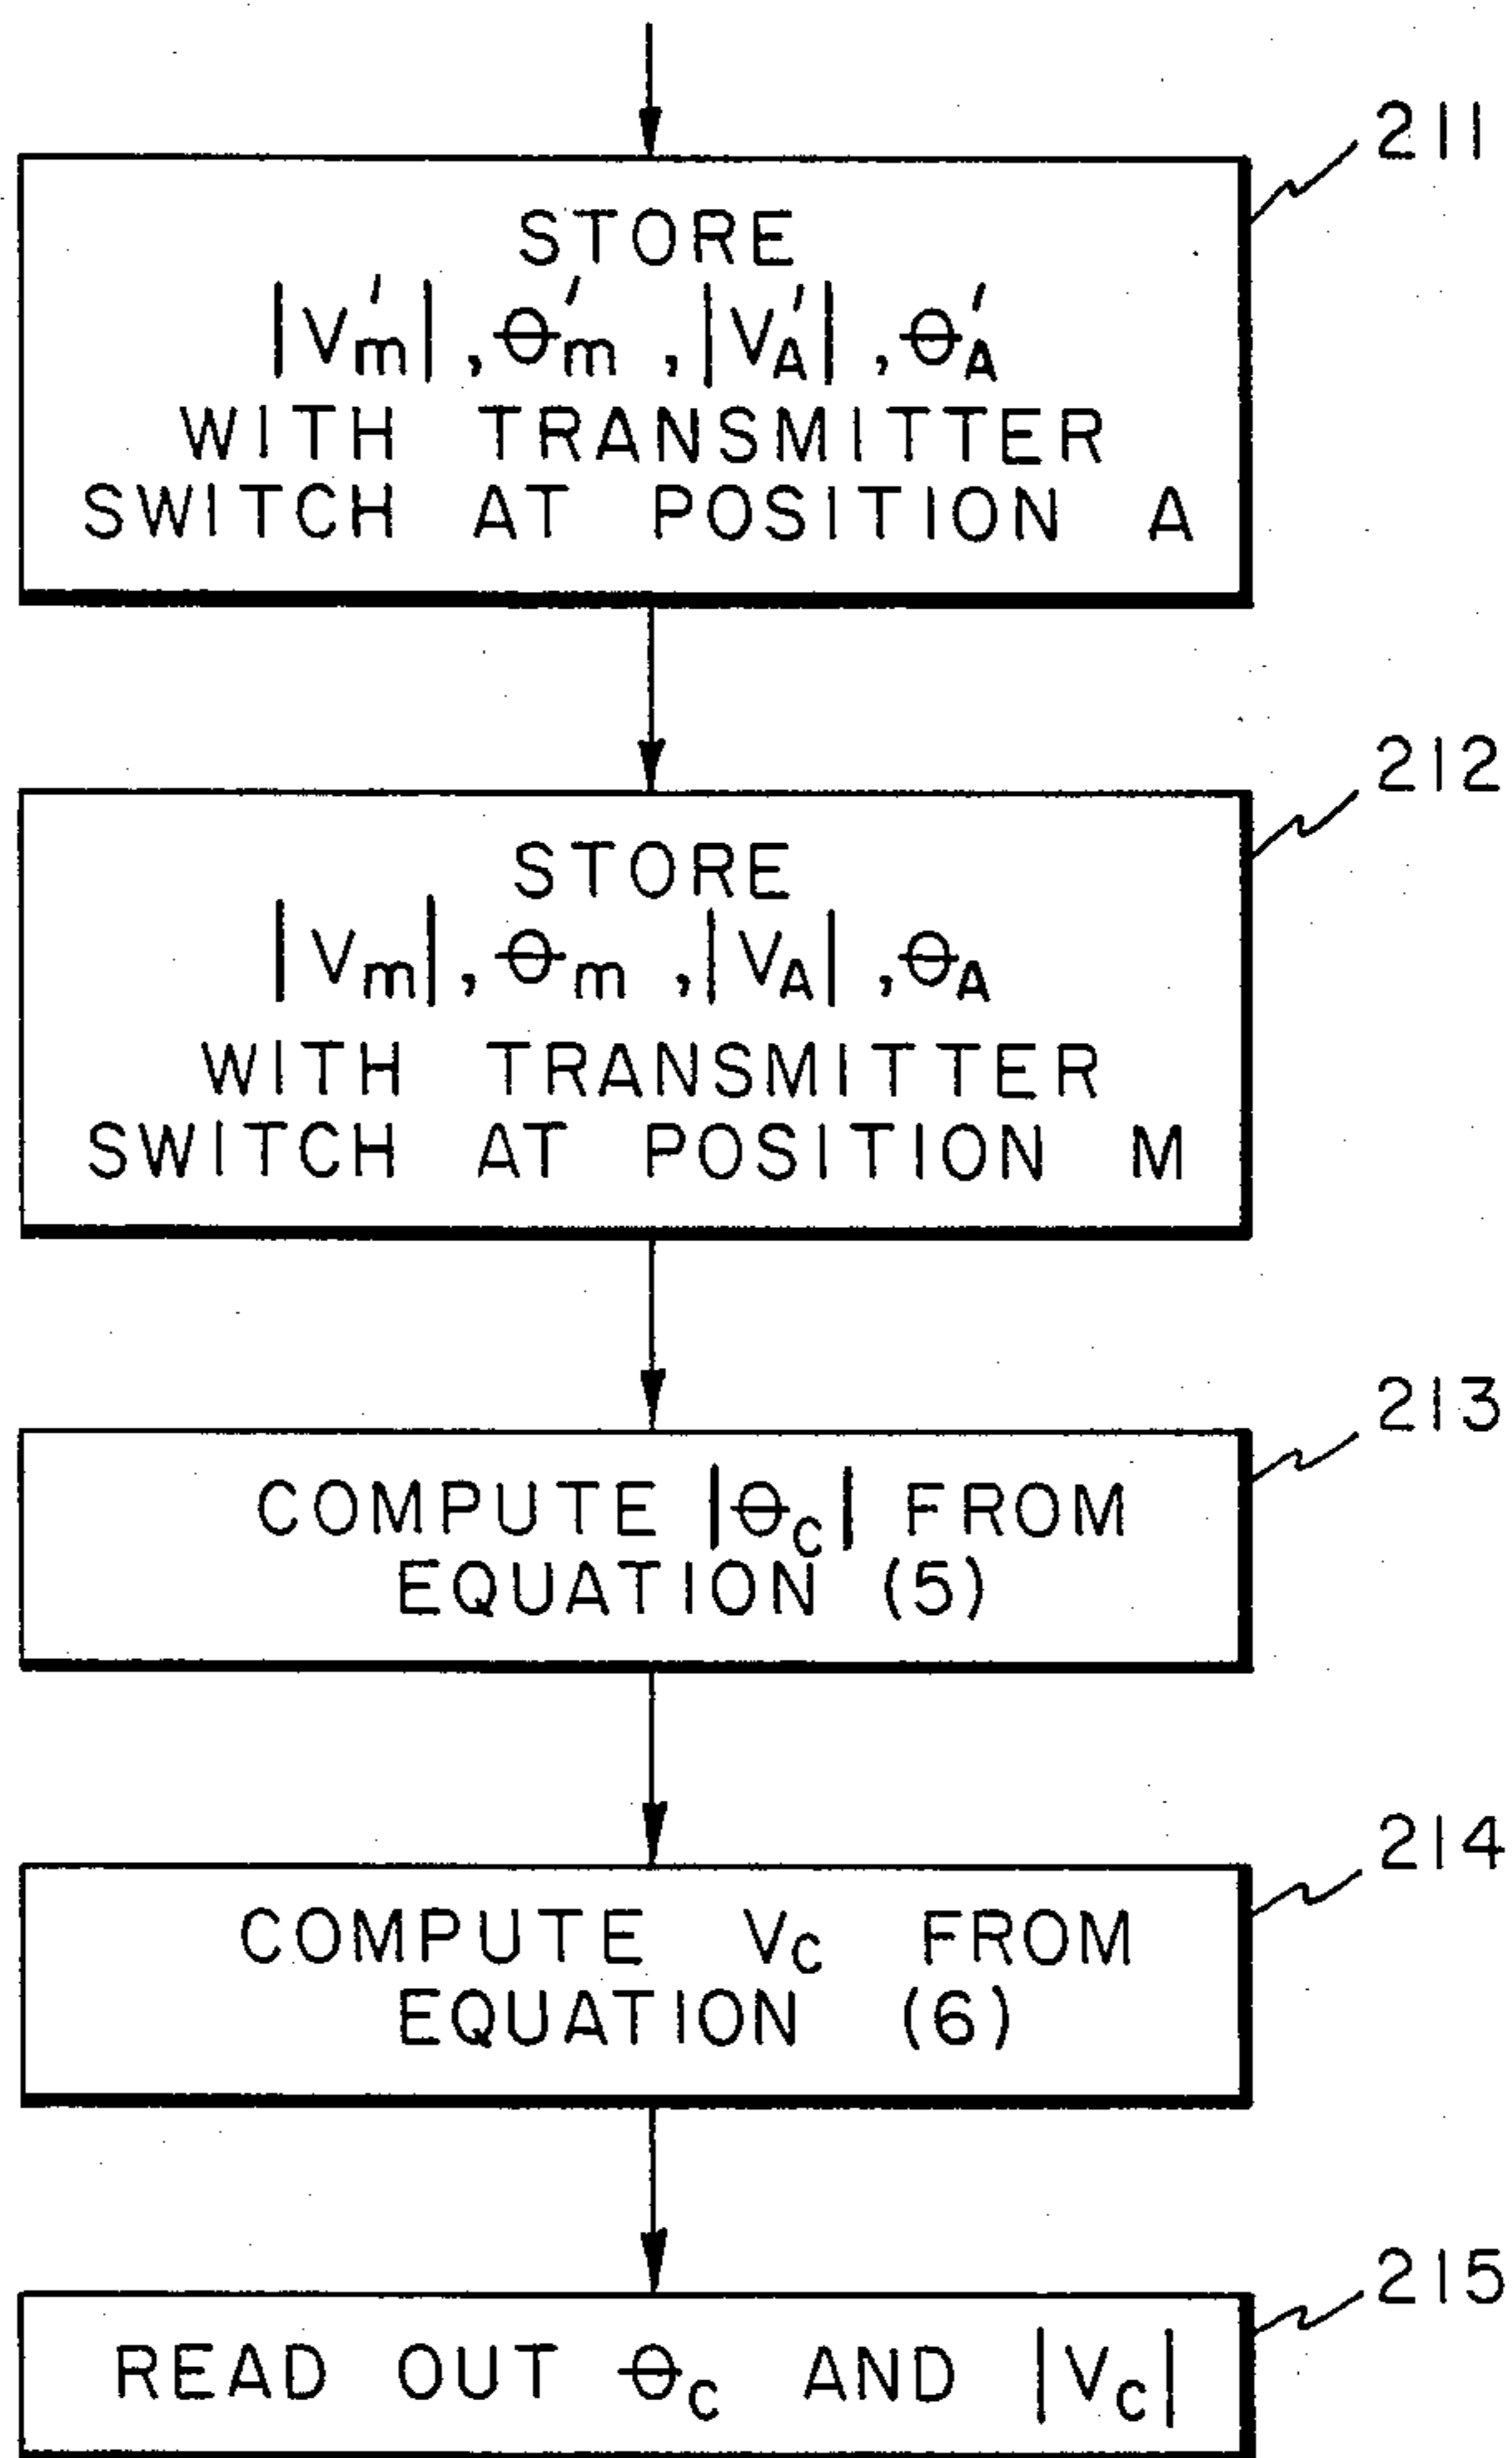 211
STORE
|V'm|, θ'm, |V'A|, θ'A
WITH TRANSMITTER
SWITCH AT POSITION A
212
STORE
|Vm|, θm, |VA|, θA
WITH TRANSMITTER
SWITCH AT POSITION M
213
COMPUTE |θc| FROM
EQUATION (5)
214
COMPUTE Vc FROM
EQUATION (6)
215
READ OUT θc AND |Vc|